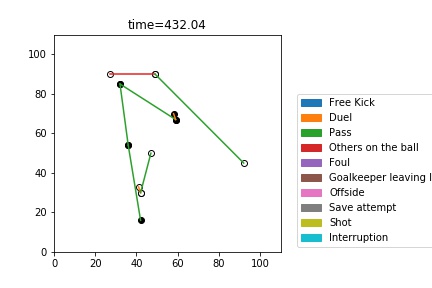 time=432.04
100
80
60
40
20
0
0 20 40 60 80 100
Free Kick
Duel
Pass
Others on the ball
Foul
Goalkeeper leaving l
Offside
Save attempt
Shot
Interruption